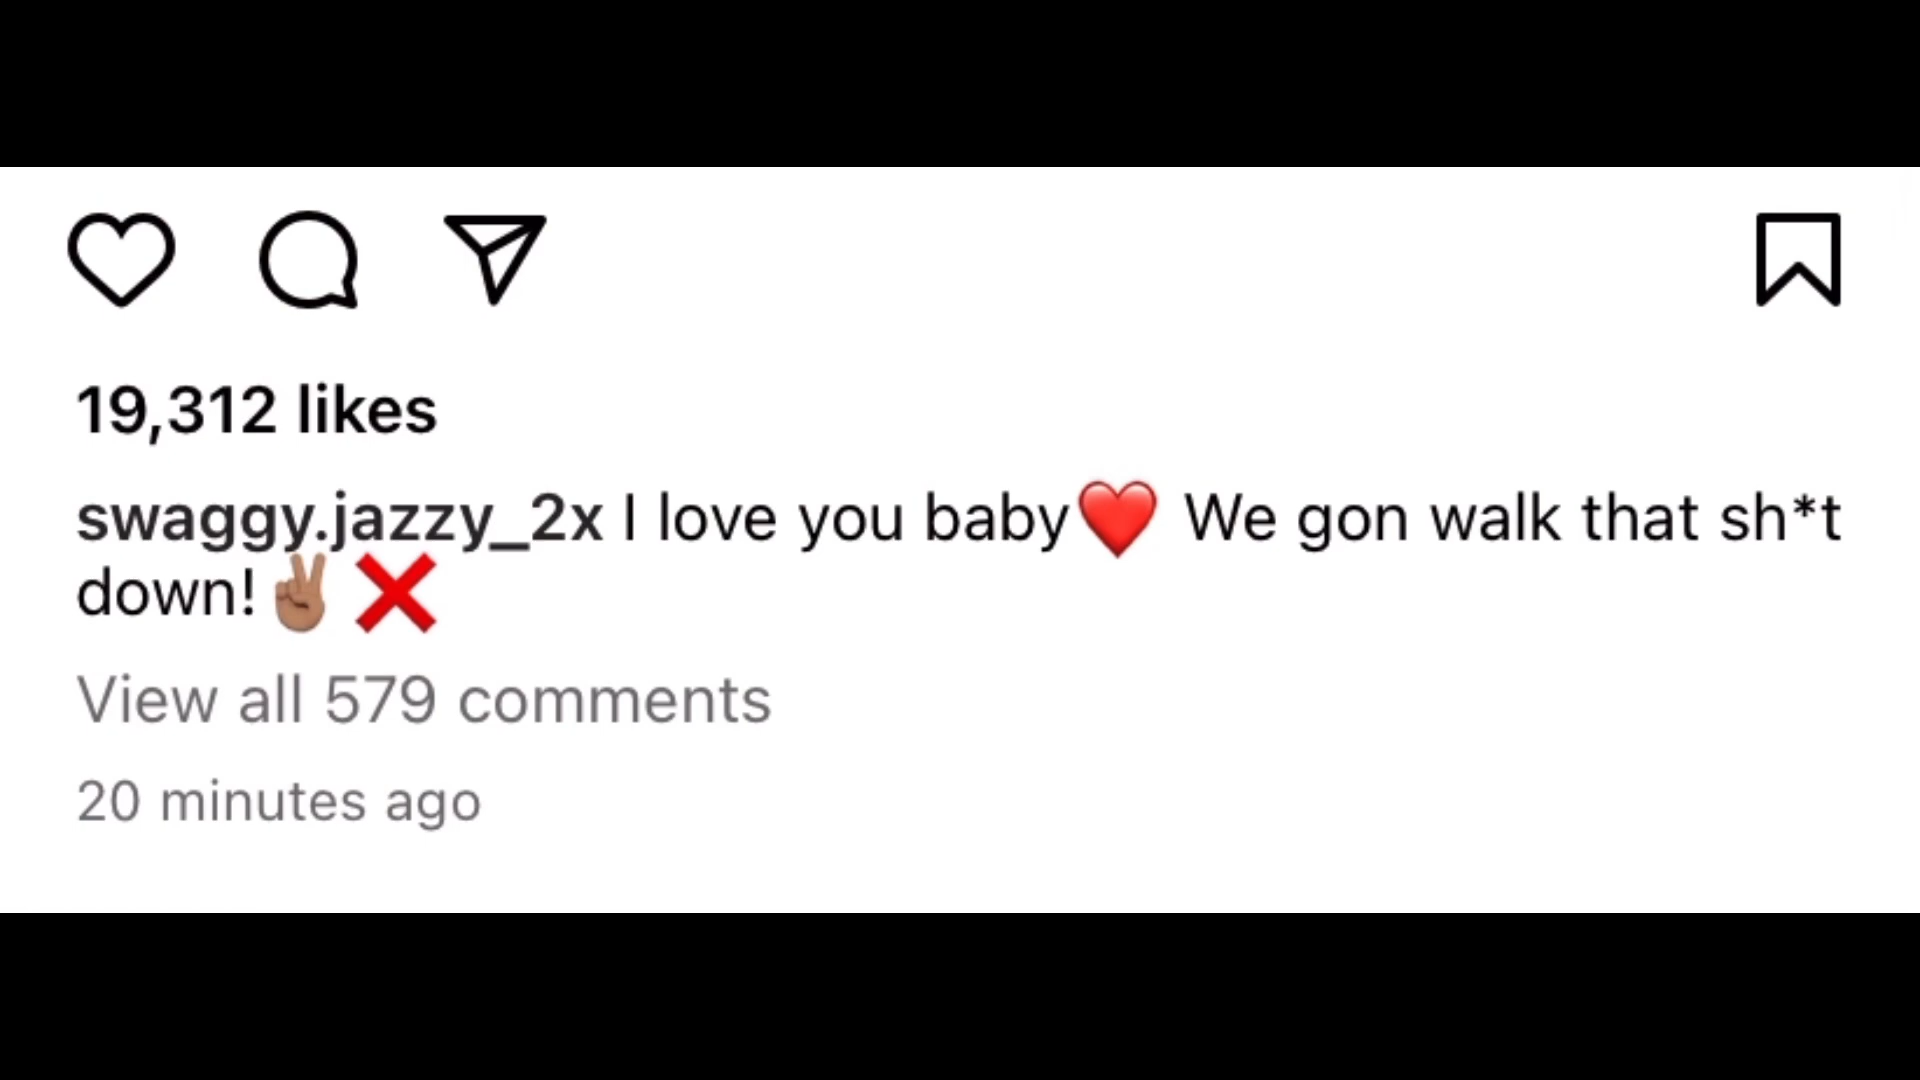 19,312 likes
swaggy.jazzy_2x I love you baby❤️ We gon walk that sh*t
down!✌🏽❌
View all 579 comments
20 minutes ago